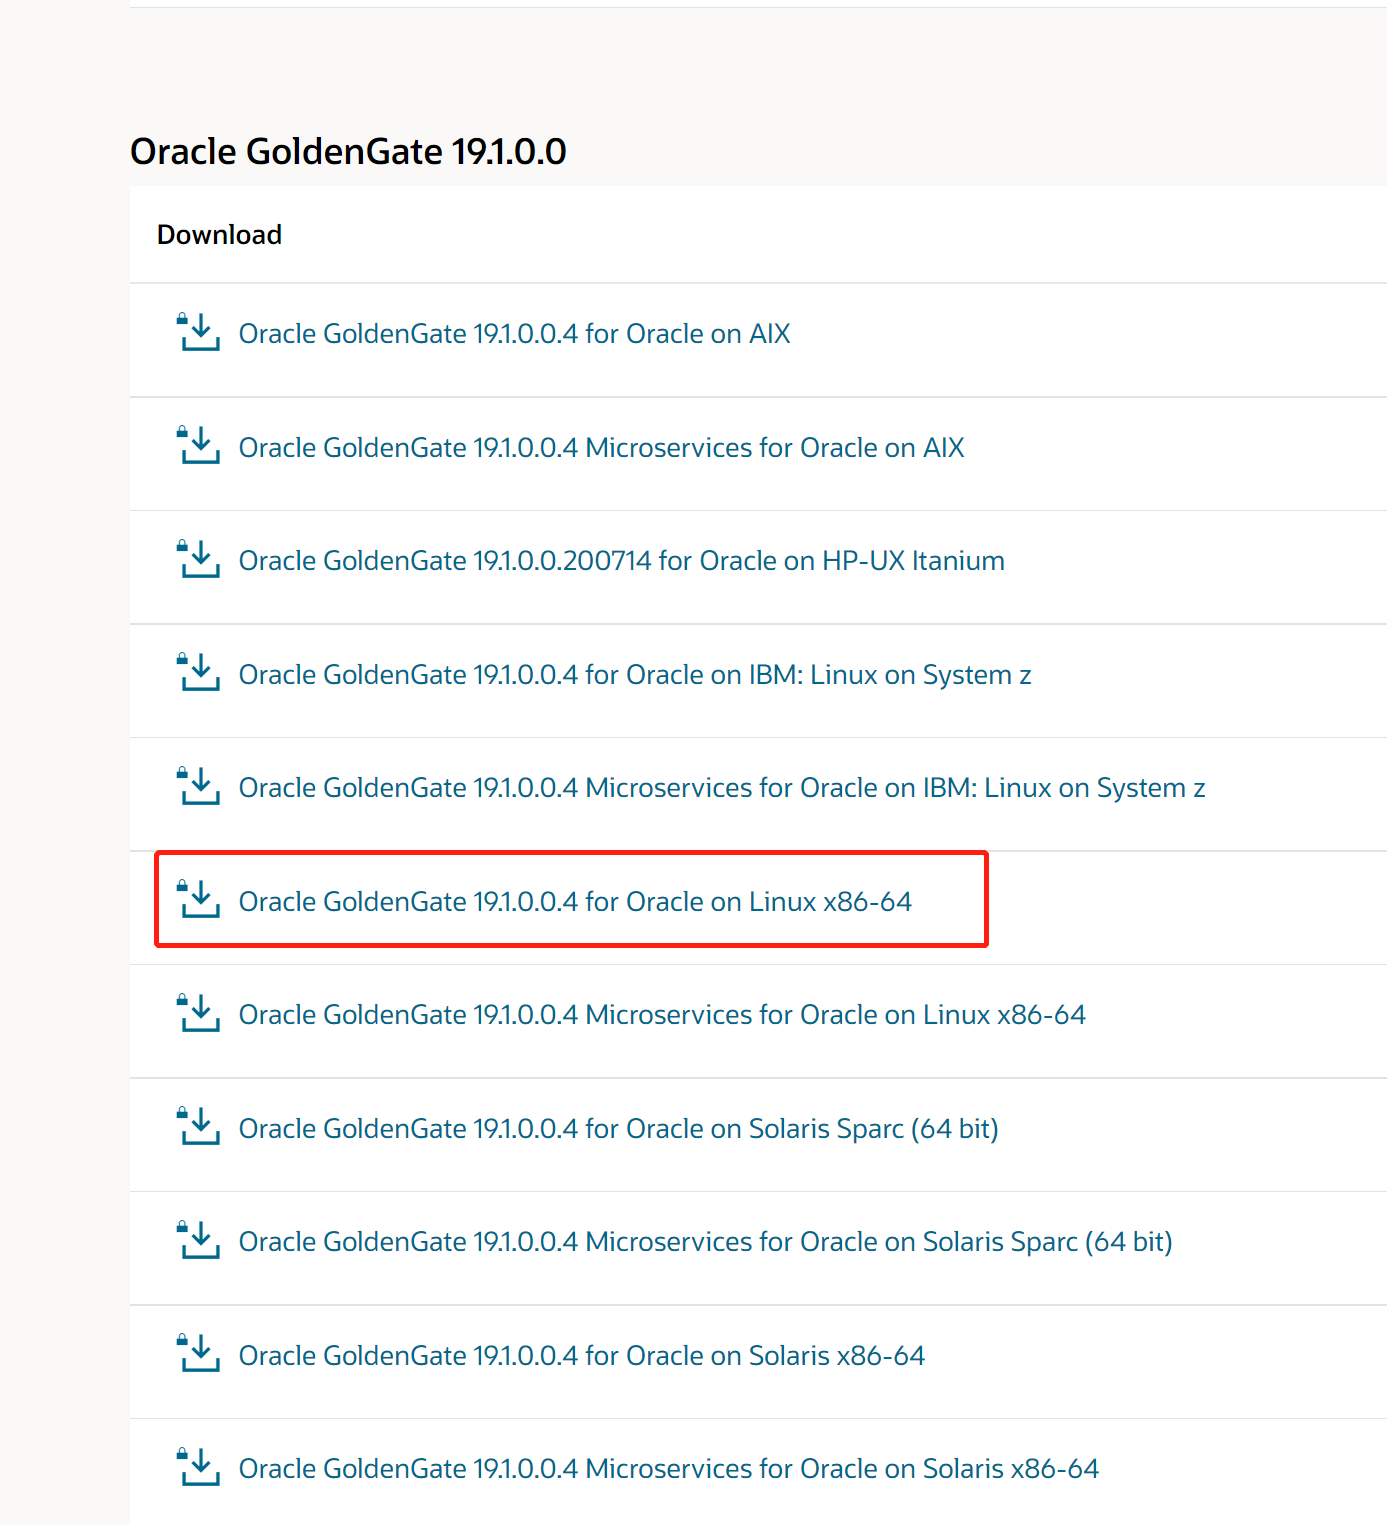 Oracle GoldenGate 19.1.0.0
Download
Oracle GoldenGate 19.1.0.0.4 for Oracle on AIX
Oracle GoldenGate 19.1.0.0.4 Microservices for Oracle on AIX
Oracle GoldenGate 19.1.0.0.200714 for Oracle on HP-UX Itanium
Oracle GoldenGate 19.1.0.0.4 for Oracle on IBM: Linux on System z
Oracle GoldenGate 19.1.0.0.4 Microservices for Oracle on IBM: Linux on System z
Oracle GoldenGate 19.1.0.0.4 for Oracle on Linux x86-64
Oracle GoldenGate 19.1.0.0.4 Microservices for Oracle on Linux x86-64
Oracle GoldenGate 19.1.0.0.4 for Oracle on Solaris Sparc (64 bit)
Oracle GoldenGate 19.1.0.0.4 Microservices for Oracle on Solaris Sparc (64 bit)
Oracle GoldenGate 19.1.0.0.4 for Oracle on Solaris x86-64
Oracle GoldenGate 19.1.0.0.4 Microservices for Oracle on Solaris x86-64